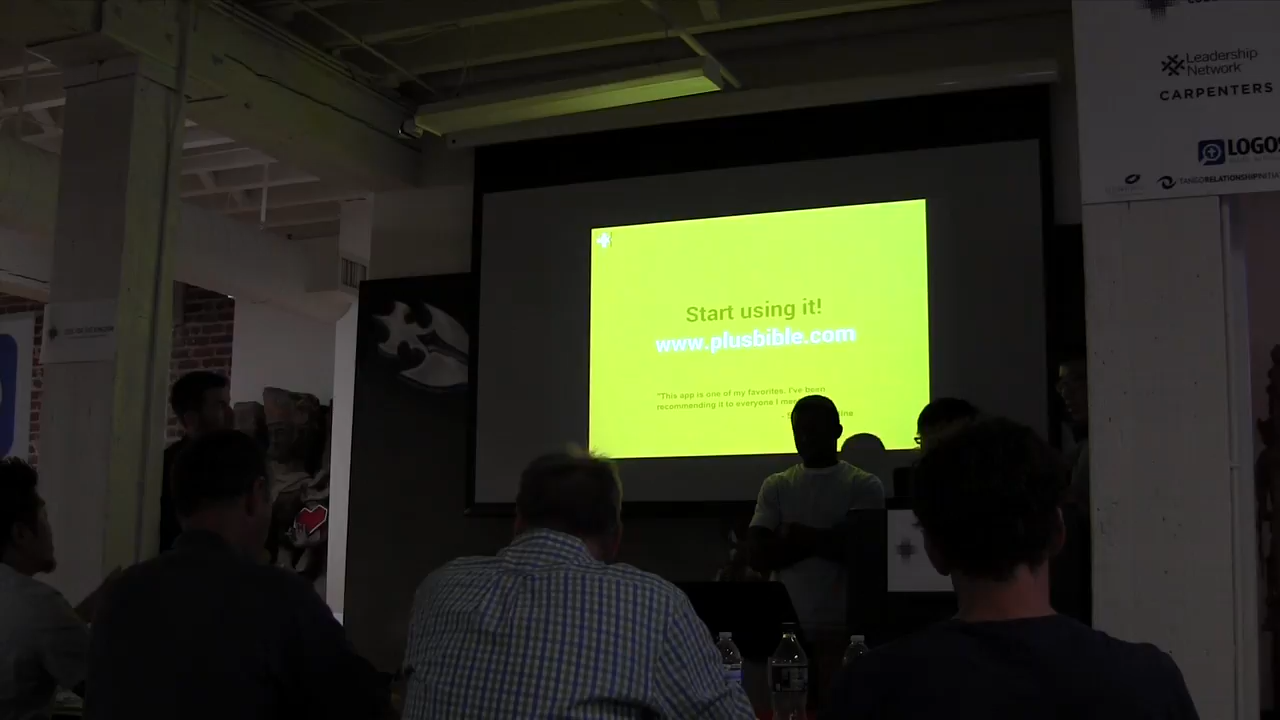 Leadership
Network
CARPENTERS
LOGOS
TANGORELATIONSHIPINITI
Start using it!
www.plusbible.com
"This app is one of my favorites. I've been
recommending it to everyone I